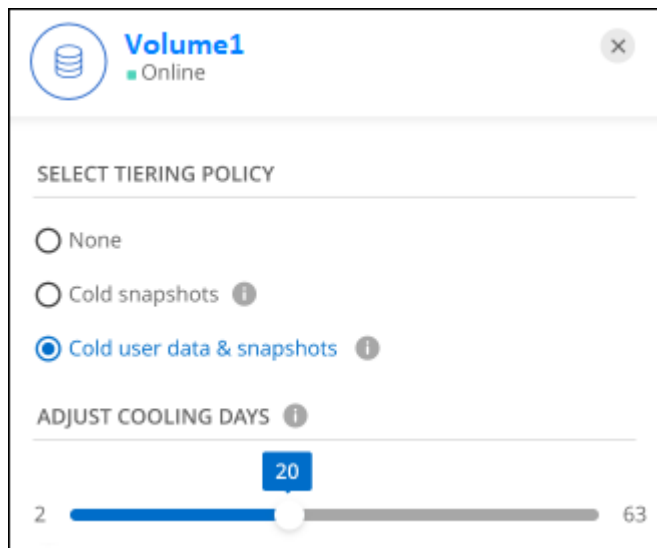 Volume1
Online
SELECT TIERING POLICY
None
Cold snapshots i
Cold user data & snapshots i
ADJUST COOLING DAYS i
20
2 63